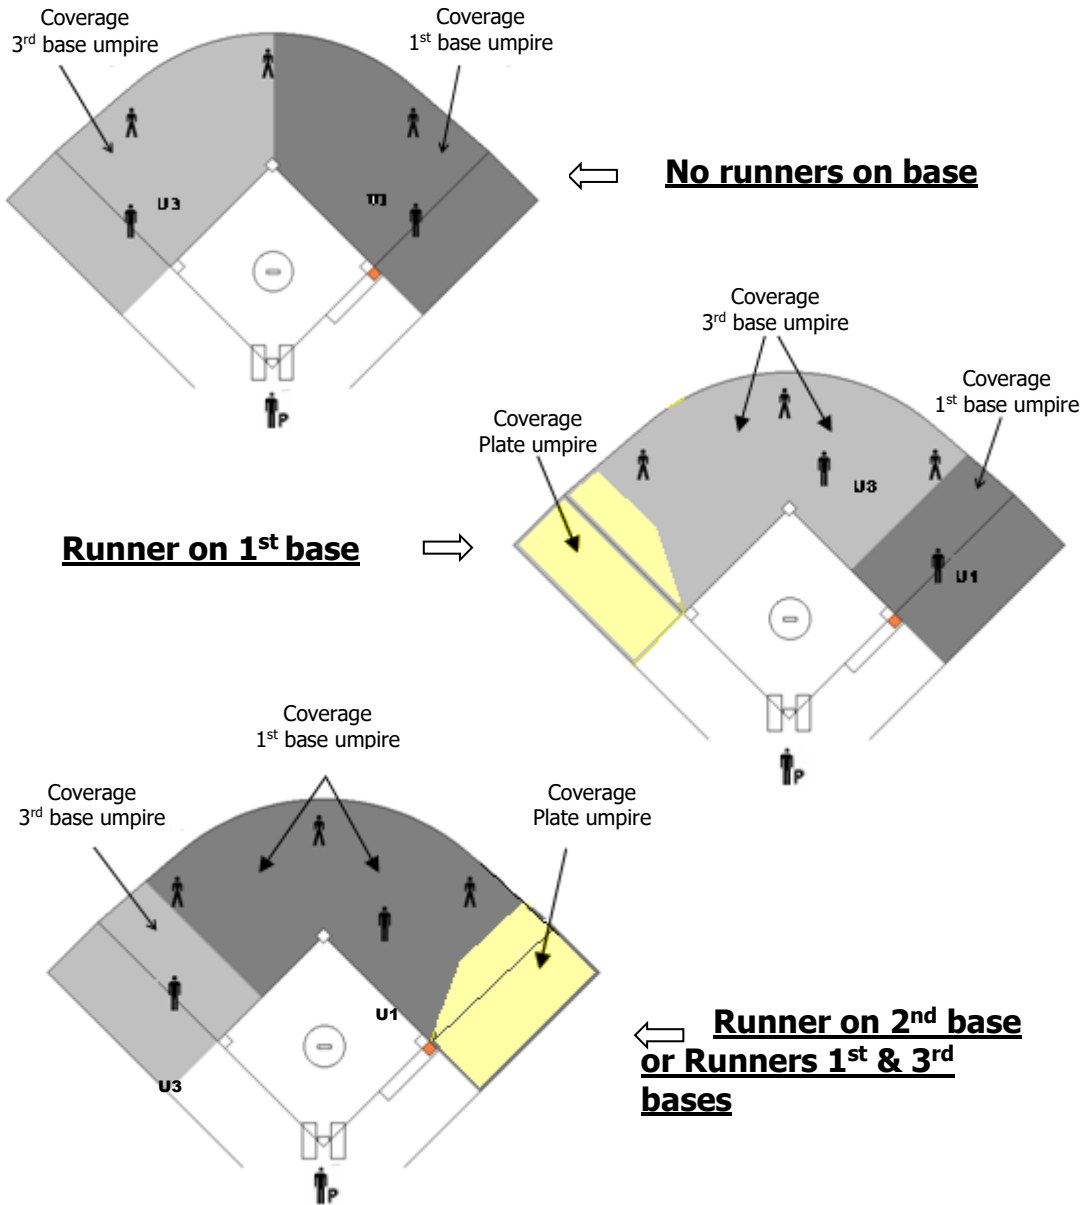 Coverage
3rd base umpire
Coverage
1st base umpire
U3
U1
P
No runners on base
Coverage
3rd base umpire
Coverage
1st base umpire
Coverage
Plate umpire
U3
U1
P
Runner on 1st base
Coverage
1st base umpire
Coverage
3rd base umpire
Coverage
Plate umpire
U1
U3
P
Runner on 2nd base
or Runners 1st & 3rd
bases